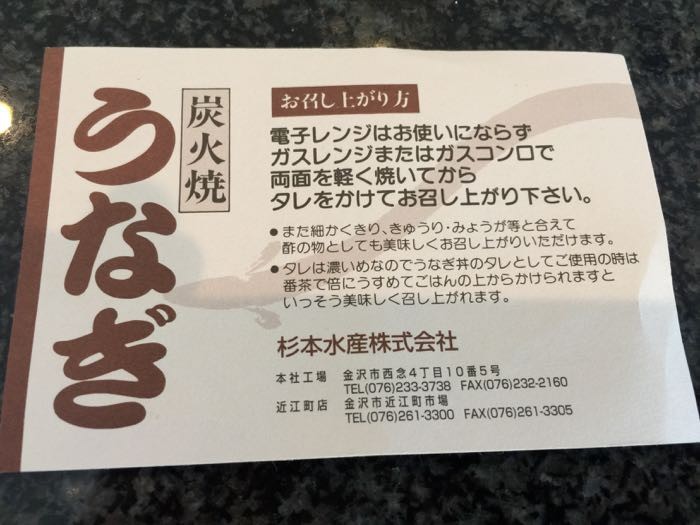 うなぎ
炭火焼
お召し上がり方
電子レンジはお使いにならず
ガスレンジまたはガスコンロで
両面を軽く焼いてから
タレをかけてお召し上がり下さい。
●また細かくきり、きゅうり・みょうが等と合えて
酢の物としても美味しくお召し上がりいただけます。
●タレは濃いめなのでうなぎ丼のタレとしてご使用の時は
番茶で倍にうすめてごはんの上からかけられますと
いっそう美味しく召し上がれます。
杉本水産株式会社
本社工場 金沢市西念4丁目10番5号
TEL(076)233-3738 FAX(076)232-2160
近江町店 金沢市近江町市場
TEL(076)261-3300 FAX(076)261-3305